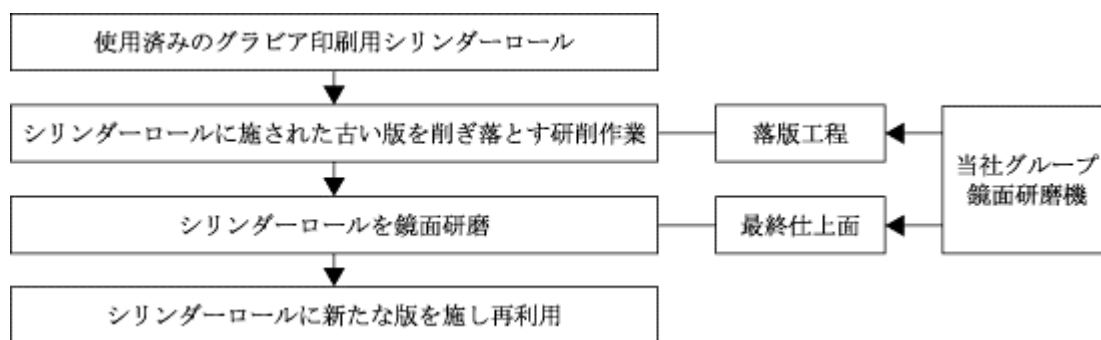 使用済みのグラビア印刷用シリンダーロール
シリンダーロールに施された古い版を削ぎ落とす研削作業
落版工程
当社グループ
鏡面研磨機
シリンダーロールを鏡面研磨
最終仕上面
シリンダーロールに新たな版を施し再利用